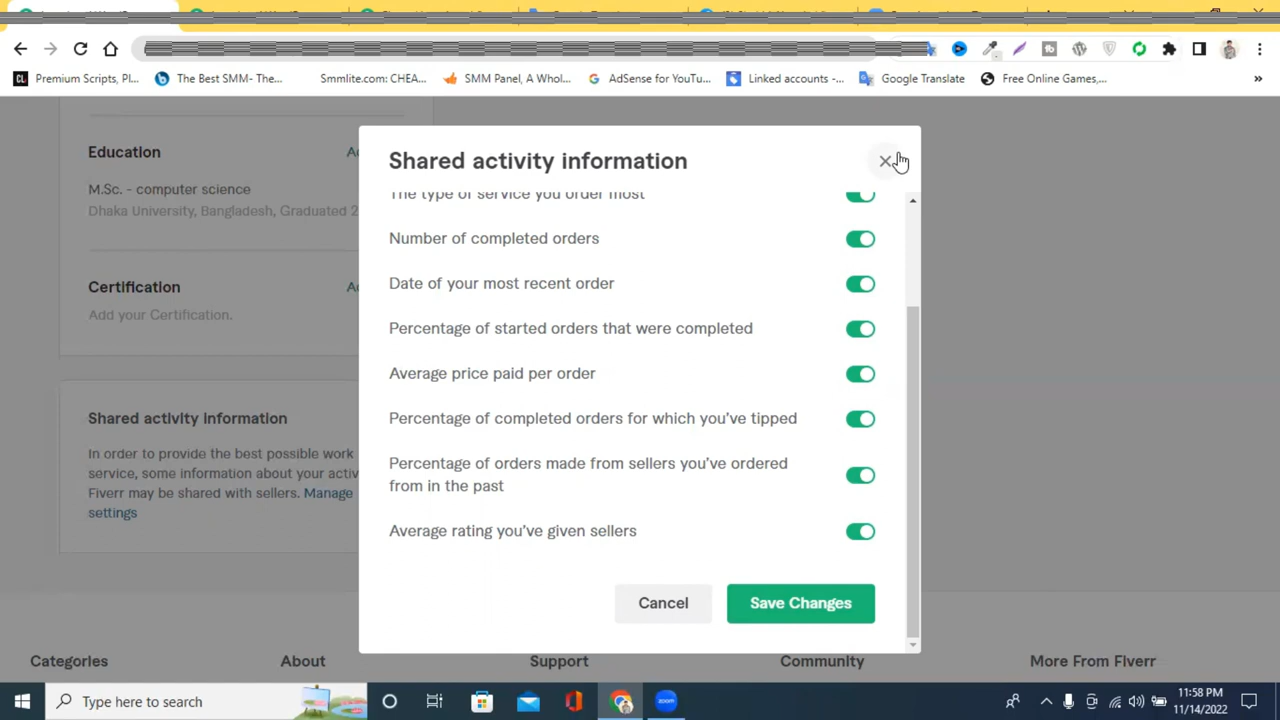 CL Premium Scripts, Pl...
The Best SMM- The...
Smmlite.com: CHEA...
SMM Panel, A Whol...
AdSense for YouTu...
Linked accounts -...
Google Translate
Free Online Games,...
»
Education
M.Sc. - computer science
Dhaka University, Bangladesh, Graduated 2
Certification
Add your Certification.
Shared activity information
In order to provide the best possible work
service, some information about your activ
Fiverr may be shared with sellers. Manage
settings
Shared activity information
The type of service you order most
Number of completed orders
Date of your most recent order
Percentage of started orders that were completed
Average price paid per order
Percentage of completed orders for which you've tipped
Percentage of orders made from sellers you've ordered
from in the past
Average rating you've given sellers
Cancel
Save Changes
Categories
About
Support
Community
More From Fiverr
Type here to search
zoom
11:58 PM
11/14/2022